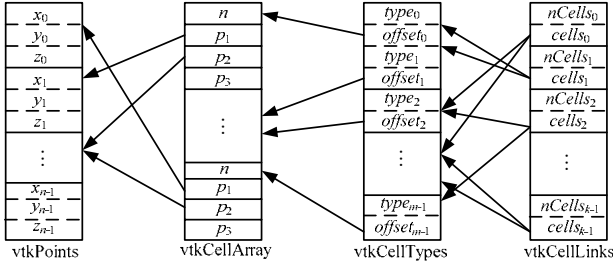 x₀ n type₀ nCells₀
y₀ p₁ offset₀ cells₀
z₀ p₂ type₁ nCells₁
x₁ p₃ offset₁ cells₁
y₁ type₂ nCells₂
z₁ ⋮ offset₂ cells₂
⋮ n ⋮ ⋮
xₙ₋₁ p₁ typeₘ₋₁ nCellsₖ₋₁
yₙ₋₁ p₂ offsetₘ₋₁ cellsₖ₋₁
zₙ₋₁ p₃
vtkPoints vtkCellArray vtkCellTypes vtkCellLinks